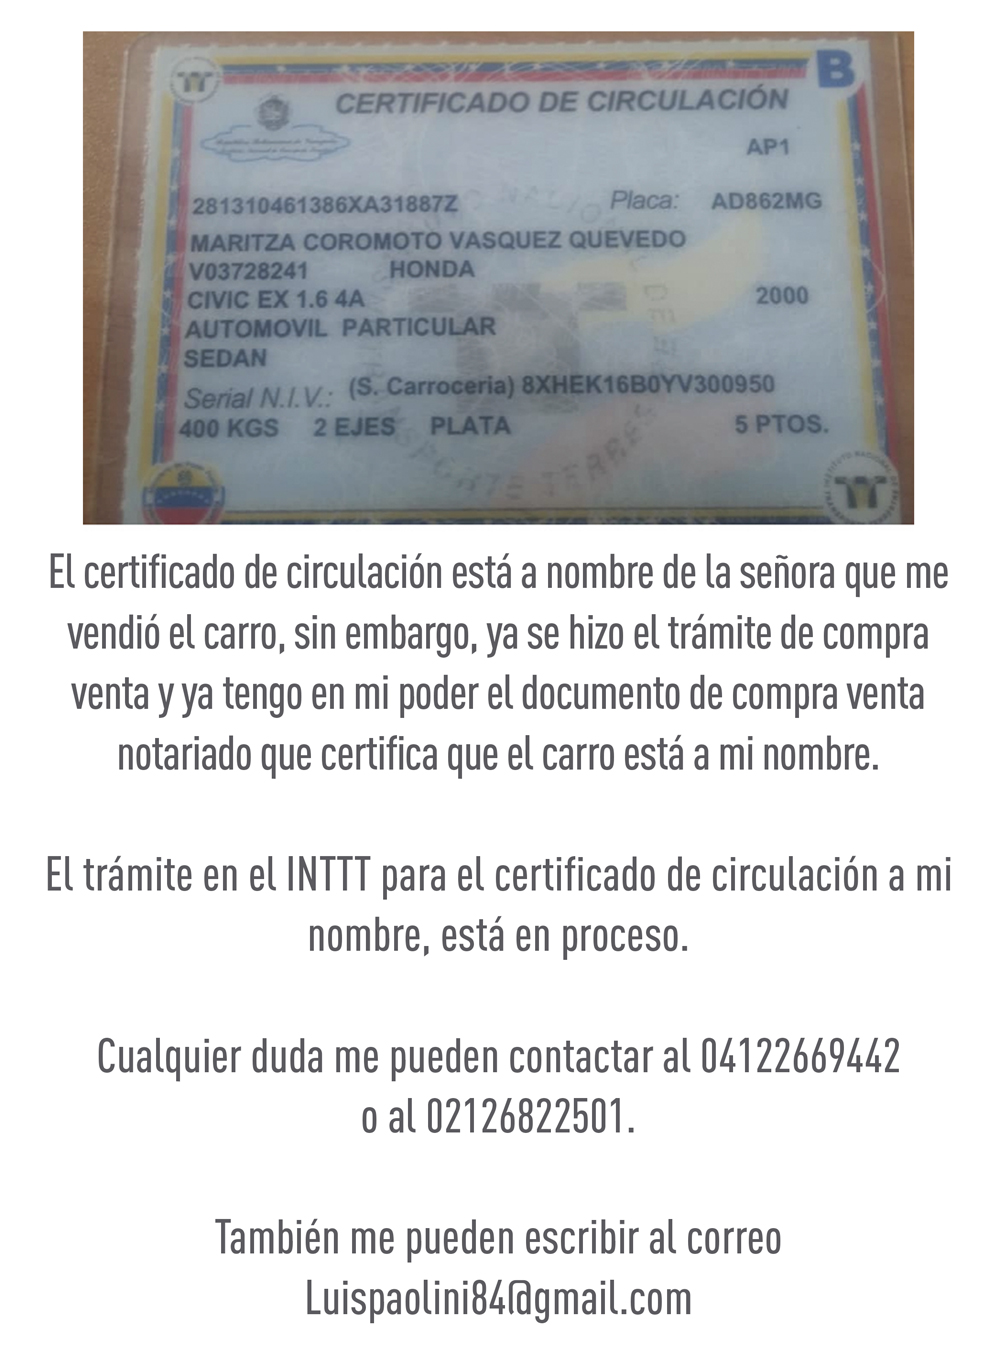 B
CERTIFICADO DE CIRCULACIÓN
AP1
281310461386XA31887Z Placa: AD862MG
MARITZA COROMOTO VASQUEZ QUEVEDO
V03728241 HONDA
CIVIC EX 1.6 4A 2000
AUTOMOVIL PARTICULAR
SEDAN
Serial N.I.V.: (S. Carroceria) 8XHEK16B0YV300950
400 KGS 2 EJES PLATA 5 PTOS.
El certificado de circulación está a nombre de la señora que me
vendió el carro, sin embargo, ya se hizo el trámite de compra
venta y ya tengo en mi poder el documento de compra venta
notariado que certifica que el carro está a mi nombre.
El trámite en el INTTT para el certificado de circulación a mi
nombre, está en proceso.
Cualquier duda me pueden contactar al 04122669442
o al 02126822501.
También me pueden escribir al correo
Luispaolini84@gmail.com